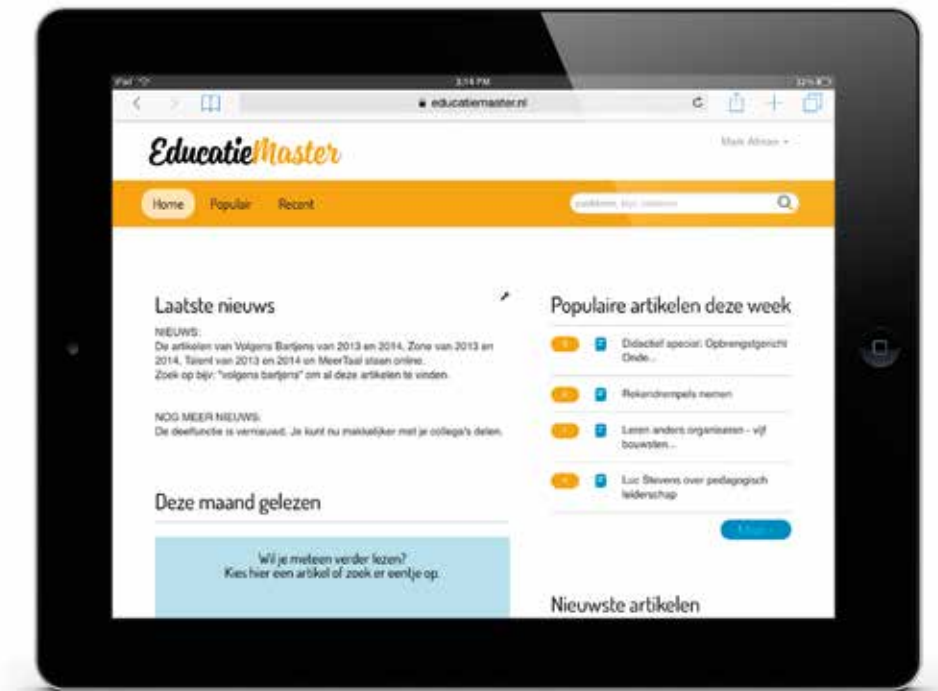 iPad
3:14 PM
educatiemaster.nl
EducatieMaster
Home Populair Recent
Laatste nieuws
NIEUWS:
De artikelen van Volgens Bartjens van 2013 en 2014, Zone van 2013 en
2014, Talent van 2013 en 2014 en MeerTaal staan online.
Zoek op bijv. "volgens bartjens" om al deze artikelen te vinden.
NOG MEER NIEUWS:
De deelfunctie is vernieuwd. Je kunt nu makkelijker met je collega's delen.
Deze maand gelezen
Wil je meteen verder lezen?
Kies hier een artikel of zoek er eentje op.
Populaire artikelen deze week
Didactief special: Opbrengstgericht
Onde...
Rekendrempels nemen
Leren anders organiseren - vijf
bouwsten...
Luc Stevens over pedagogisch
leiderschap
Nieuwste artikelen